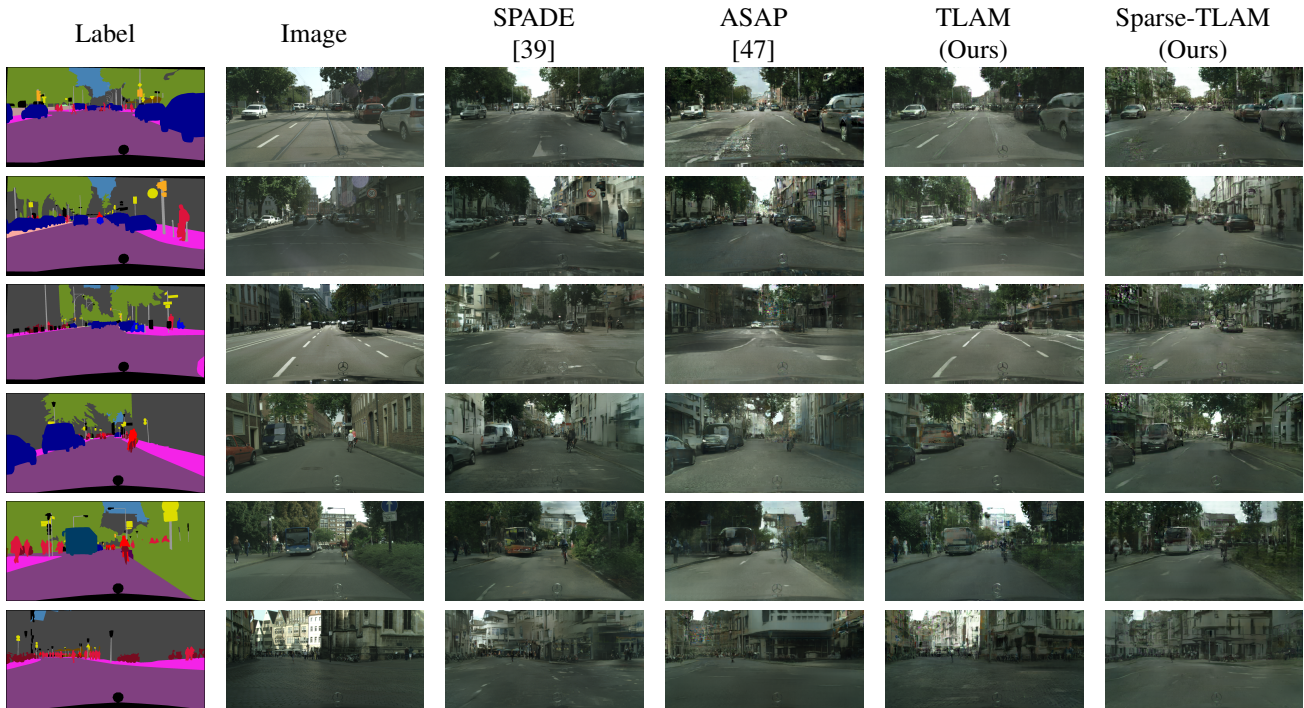 Label
Image
SPADE
[39]
ASAP
[47]
TLAM
(Ours)
Sparse-TLAM
(Ours)